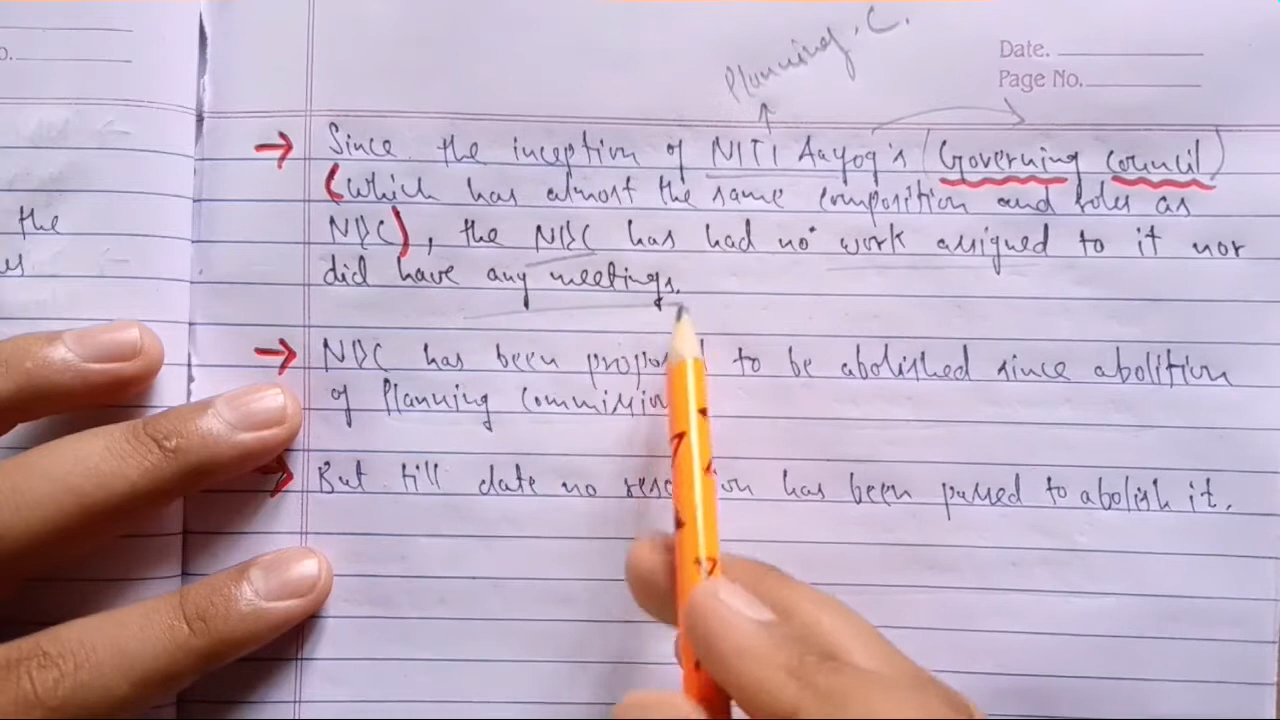 Planning. C.
Date.
Page No.
→ Since the inception of NITI Aayog's (Governing Council)
(which has almost the same composition and roles as
NDC), the NDC has had no work assigned to it nor
did have any meetings.
→ NDC has been to be abolished since abolition
of Planning
→ But till date no has been passed to abolish it.
the